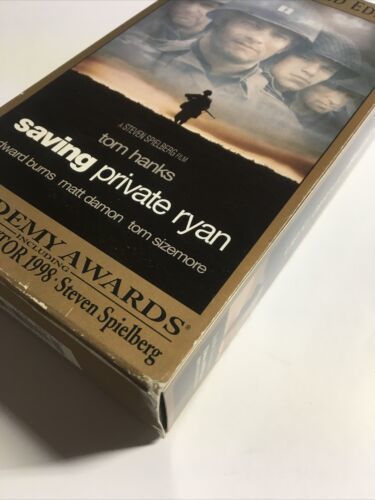 D EDI
A STEVEN SPIELBERG FILM
tom hanks
saving private ryan
dward burns matt damon tom sizemore
DEMY AWARDS®
INCLUDING
TOR 1998 · Steven Spielberg